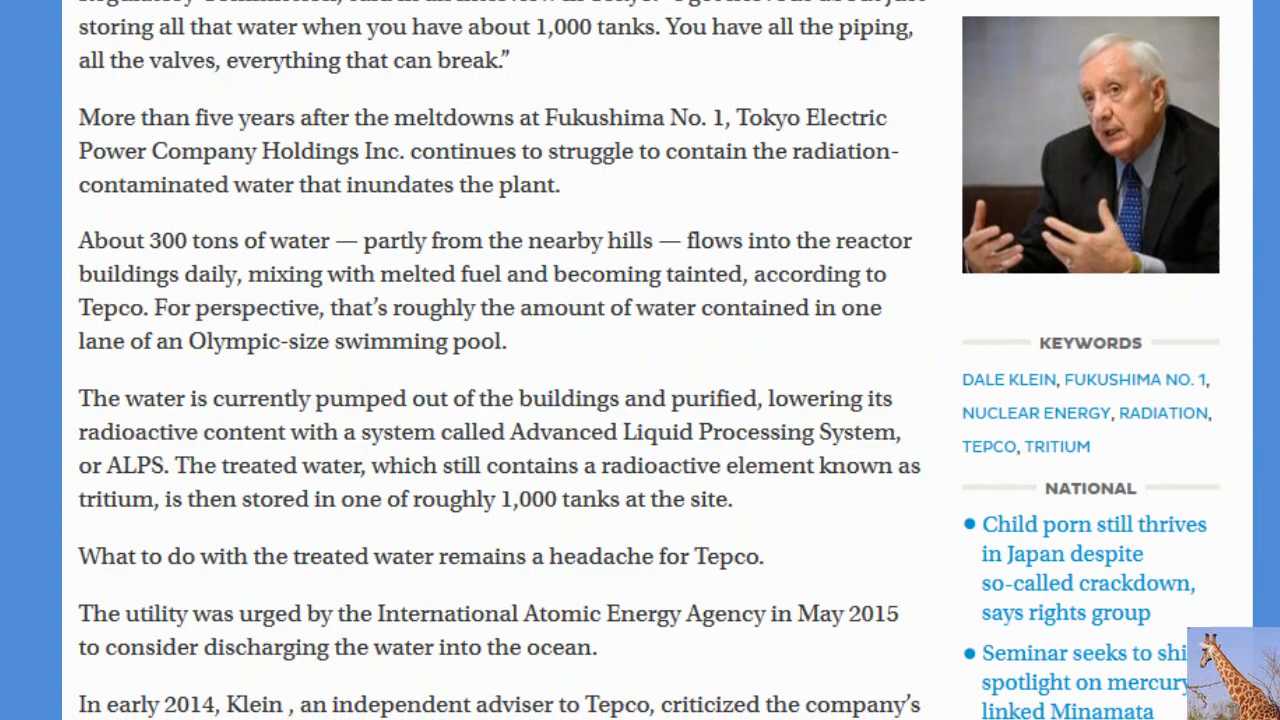 storing all that water when you have about 1,000 tanks. You have all the piping,
all the valves, everything that can break.”
More than five years after the meltdowns at Fukushima No. 1, Tokyo Electric
Power Company Holdings Inc. continues to struggle to contain the radiation-
contaminated water that inundates the plant.
About 300 tons of water — partly from the nearby hills — flows into the reactor
buildings daily, mixing with melted fuel and becoming tainted, according to
Tepco. For perspective, that’s roughly the amount of water contained in one
lane of an Olympic-size swimming pool.
The water is currently pumped out of the buildings and purified, lowering its
radioactive content with a system called Advanced Liquid Processing System,
or ALPS. The treated water, which still contains a radioactive element known as
tritium, is then stored in one of roughly 1,000 tanks at the site.
What to do with the treated water remains a headache for Tepco.
The utility was urged by the International Atomic Energy Agency in May 2015
to consider discharging the water into the ocean.
In early 2014, Klein , an independent adviser to Tepco, criticized the company’s
KEYWORDS
DALE KLEIN, FUKUSHIMA NO. 1,
NUCLEAR ENERGY, RADIATION,
TEPCO, TRITIUM
NATIONAL
• Child porn still thrives
in Japan despite
so-called crackdown,
says rights group
• Seminar seeks to
spotlight on mercury
linked Minamata